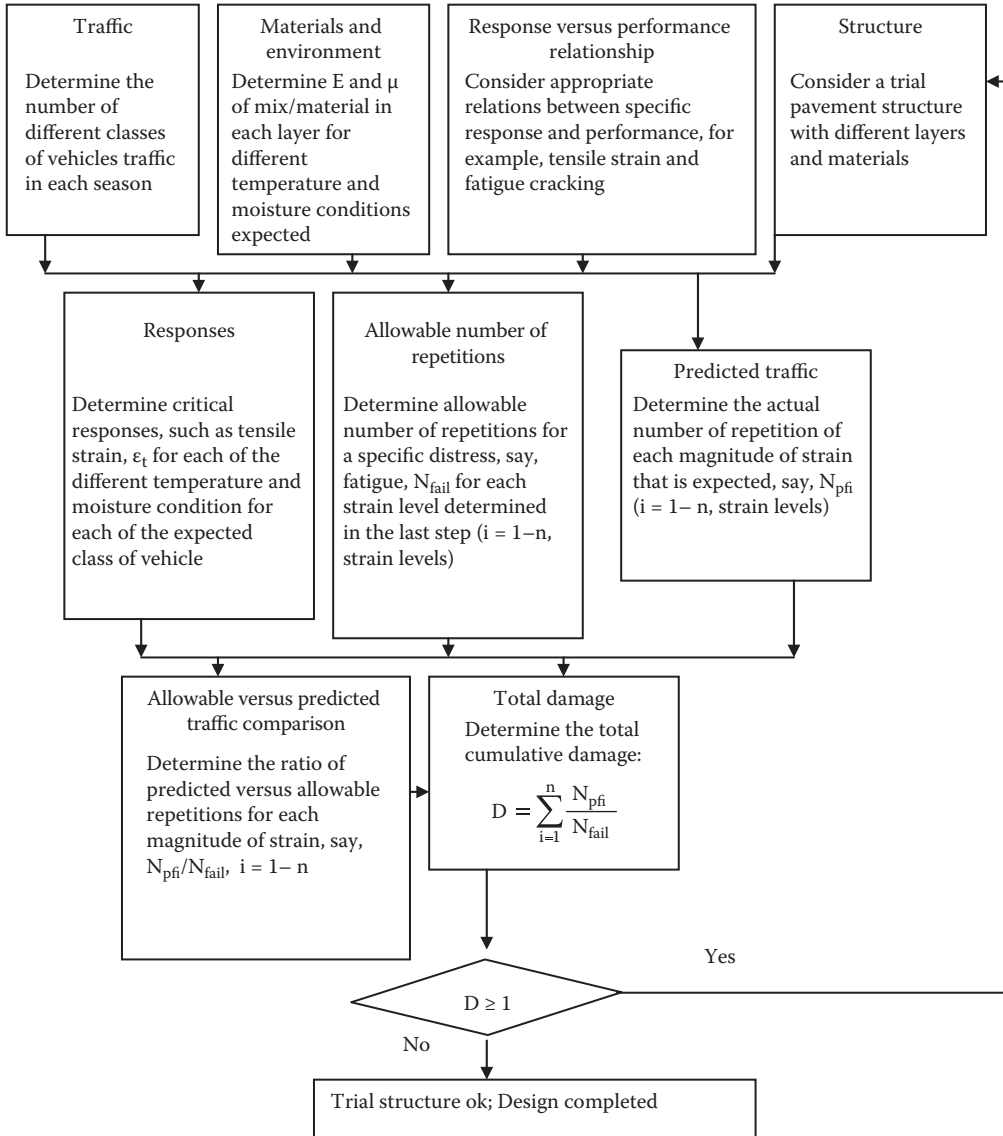 Traffic
Determine the
number of
different classes
of vehicles traffic
in each season
Materials and
environment
Determine E and μ
of mix/material in
each layer for
different
temperature and
moisture conditions
expected
Response versus performance
relationship
Consider appropriate
relations between specific
response and performance, for
example, tensile strain and
fatigue cracking
Structure
Consider a trial
pavement structure
with different layers
and materials
Responses
Determine critical
responses, such as tensile
strain, εt for each of the
different temperature and
moisture condition for
each of the expected
class of vehicle
Allowable number of
repetitions
Determine allowable
number of repetitions for
a specific distress, say,
fatigue, Nfail for each
strain level determined
in the last step (i = 1–n,
strain levels)
Predicted traffic
Determine the actual
number of repetition of
each magnitude of strain
that is expected, say, Npfi
(i = 1– n, strain levels)
Allowable versus predicted
traffic comparison
Determine the ratio of
predicted versus allowable
repetitions for each
magnitude of strain, say,
Npfi/Nfail, i = 1– n
Total damage
Determine the total
cumulative damage:
D = ∑ i=1 n Npfi/Nfail
D ≥ 1
Yes
No
Trial structure ok; Design completed